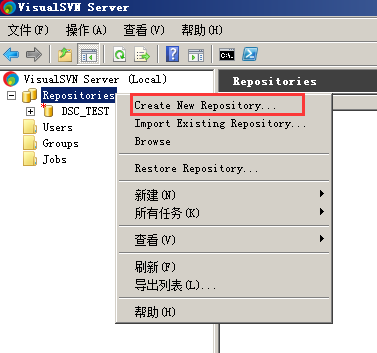 VisualSVN Server
文件(F) 操作(A) 查看(V) 帮助(H)
VisualSVN Server (Local)
Repositories
Repositories
DSC_TEST
Users
Groups
Jobs
Create New Repository...
Import Existing Repository...
Browse
Restore Repository...
新建(N)
所有任务(K)
查看(V)
刷新(F)
导出列表(L)...
帮助(H)